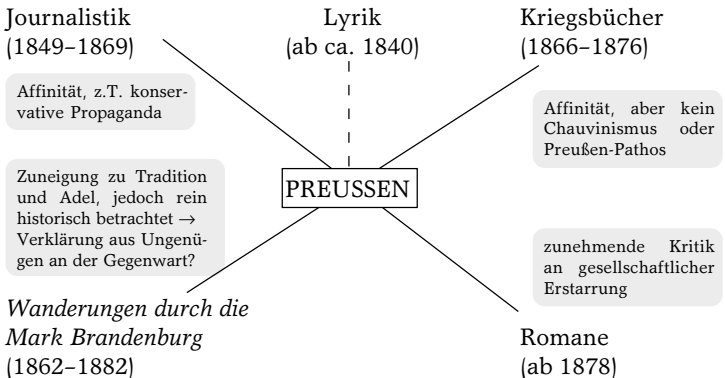 Journalistik
(1849–1869)
Lyrik
(ab ca. 1840)
Kriegsbücher
(1866–1876)
Affinität, z.T. konser-
vative Propaganda
Affinität, aber kein
Chauvinismus oder
Preußen-Pathos
Zuneigung zu Tradition
und Adel, jedoch rein
historisch betrachtet →
Verklärung aus Ungenü-
gen an der Gegenwart?
PREUSSEN
zunehmende Kritik
an gesellschaftlicher
Erstarrung
Wanderungen durch die
Mark Brandenburg
(1862–1882)
Romane
(ab 1878)